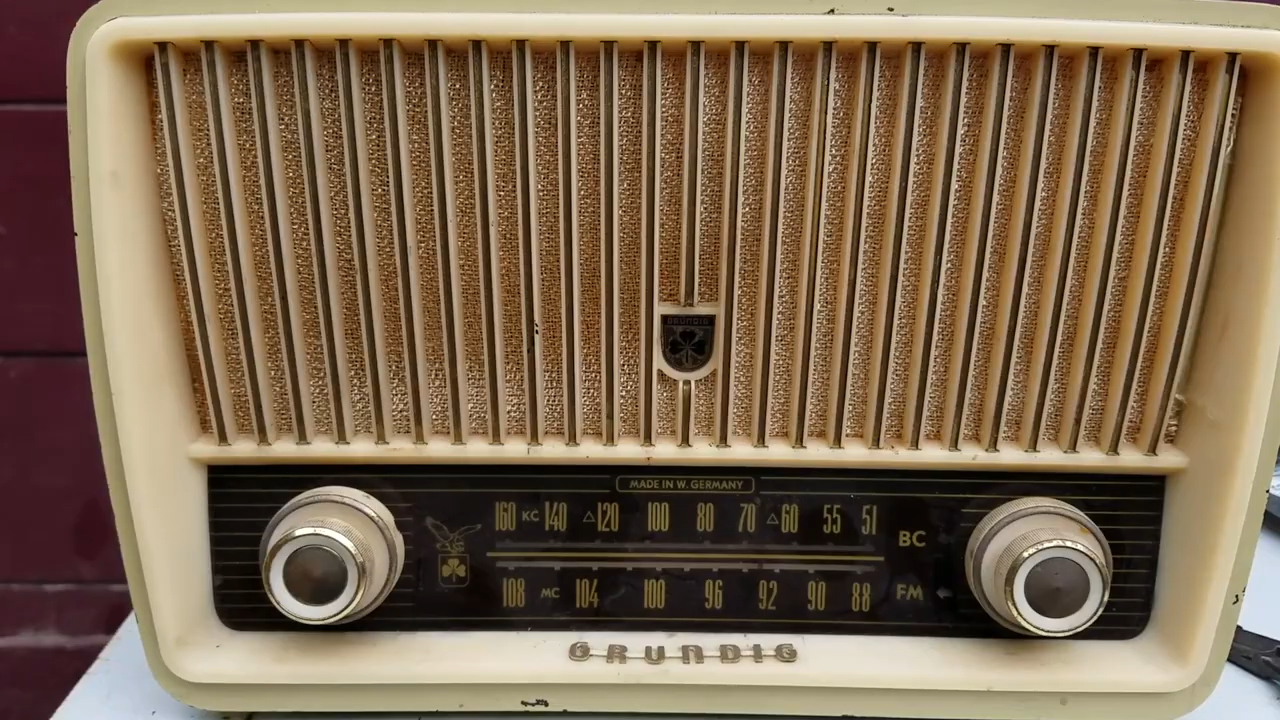 GRUNDIG
MADE IN W. GERMANY
160 KC 140 △120 100 80 70 △60 55 51
BC
108 MC 104 100 96 92 90 88
FM
GRUNDIG